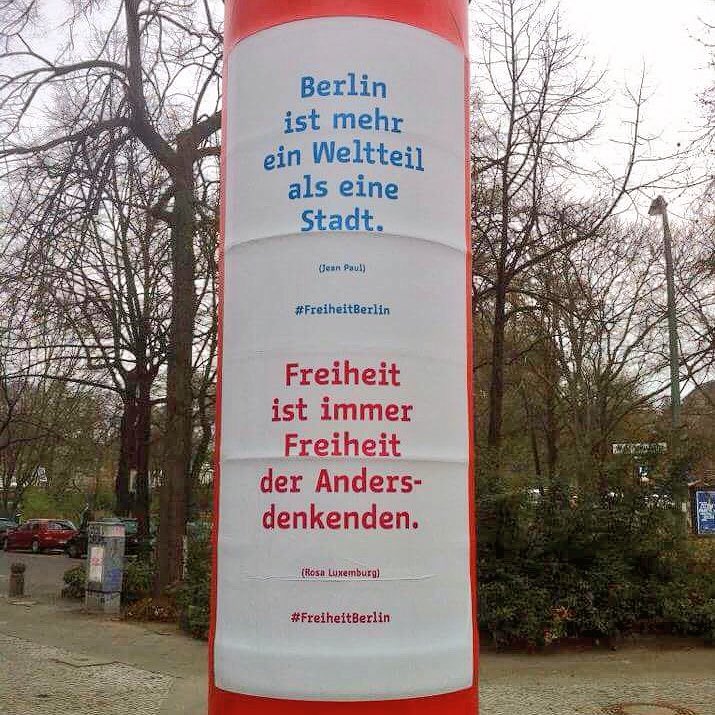 Berlin
ist mehr
ein Weltteil
als eine
Stadt.
(Jean Paul)
#FreiheitBerlin
Freiheit
ist immer
Freiheit
der Anders-
denkenden.
(Rosa Luxemburg)
#FreiheitBerlin